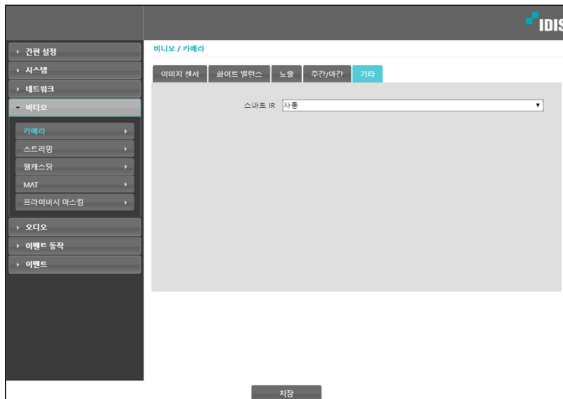 IDIS
간편 설정
시스템
네트워크
비디오
카메라
스트리밍
웹캐스팅
MAT
프라이버시 마스킹
오디오
이벤트 동작
이벤트
비디오 / 카메라
이미지 센서 화이트 밸런스 노출 주간/야간 기타
스마트 IR 사용
저장